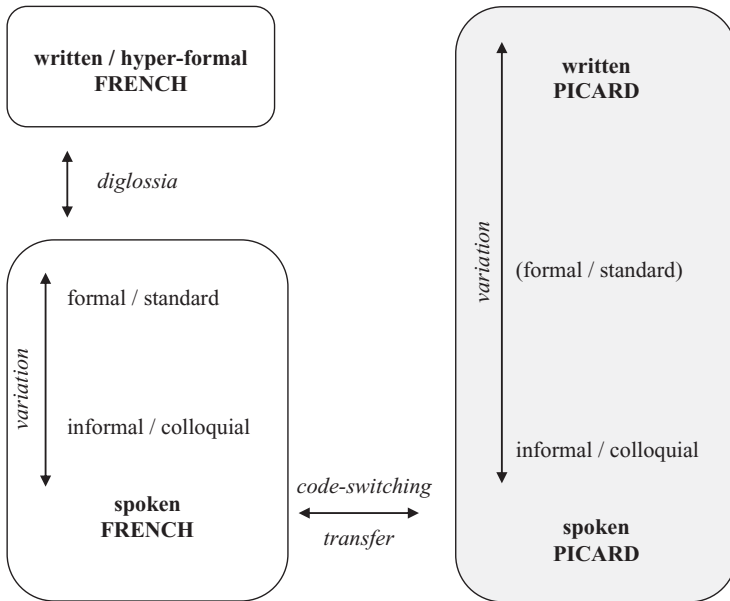 written / hyper-formal
FRENCH
diglossia
variation
formal / standard
informal / colloquial
spoken
FRENCH
code-switching
transfer
written
PICARD
variation
(formal / standard)
informal / colloquial
spoken
PICARD